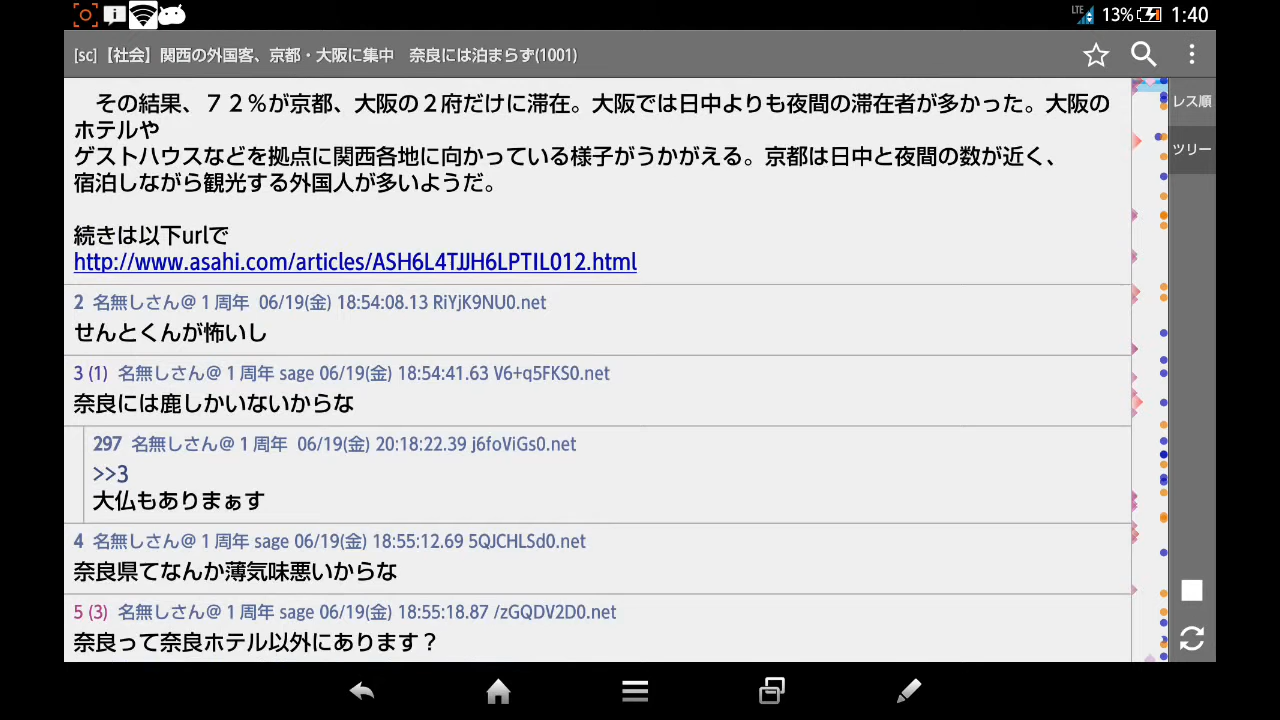 LTE 13% 1:40
[sc]【社会】関西の外国客、京都・大阪に集中　奈良には泊まらず(1001)
　その結果、７２％が京都、大阪の２府だけに滞在。大阪では日中よりも夜間の滞在者が多かった。大阪の
ホテルや
ゲストハウスなどを拠点に関西各地に向かっている様子がうかがえる。京都は日中と夜間の数が近く、
宿泊しながら観光する外国人が多いようだ。
続きは以下urlで
http://www.asahi.com/articles/ASH6L4TJJH6LPTIL012.html
2 名無しさん＠１周年 06/19(金) 18:54:08.13 RiYjK9NU0.net
せんとくんが怖いし
3 (1) 名無しさん＠１周年 sage 06/19(金) 18:54:41.63 V6+q5FKS0.net
奈良には鹿しかいないからな
297 名無しさん＠１周年 06/19(金) 20:18:22.39 j6foViGs0.net
>>3
大仏もありまぁす
4 名無しさん＠１周年 sage 06/19(金) 18:55:12.69 5QJCHLSd0.net
奈良県てなんか薄気味悪いからな
5 (3) 名無しさん＠１周年 sage 06/19(金) 18:55:18.87 /zGQDV2D0.net
奈良って奈良ホテル以外にあります？
レス順
ツリー